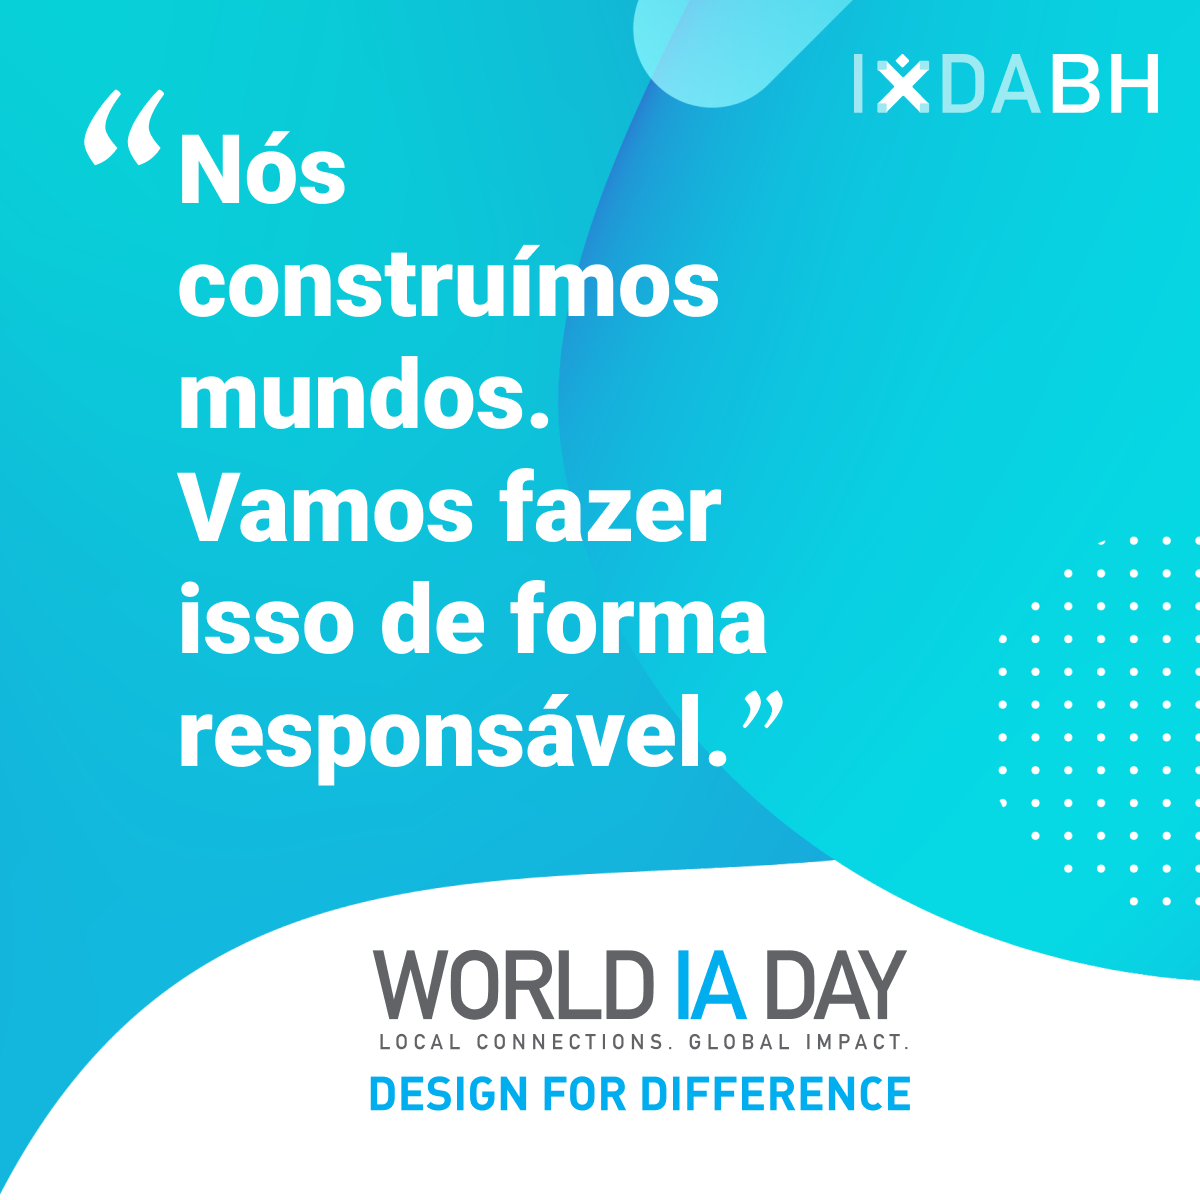 IXDABH
“Nós
construímos
mundos.
Vamos fazer
isso de forma
responsável.”
WORLD IA DAY
LOCAL CONNECTIONS. GLOBAL IMPACT.
DESIGN FOR DIFFERENCE